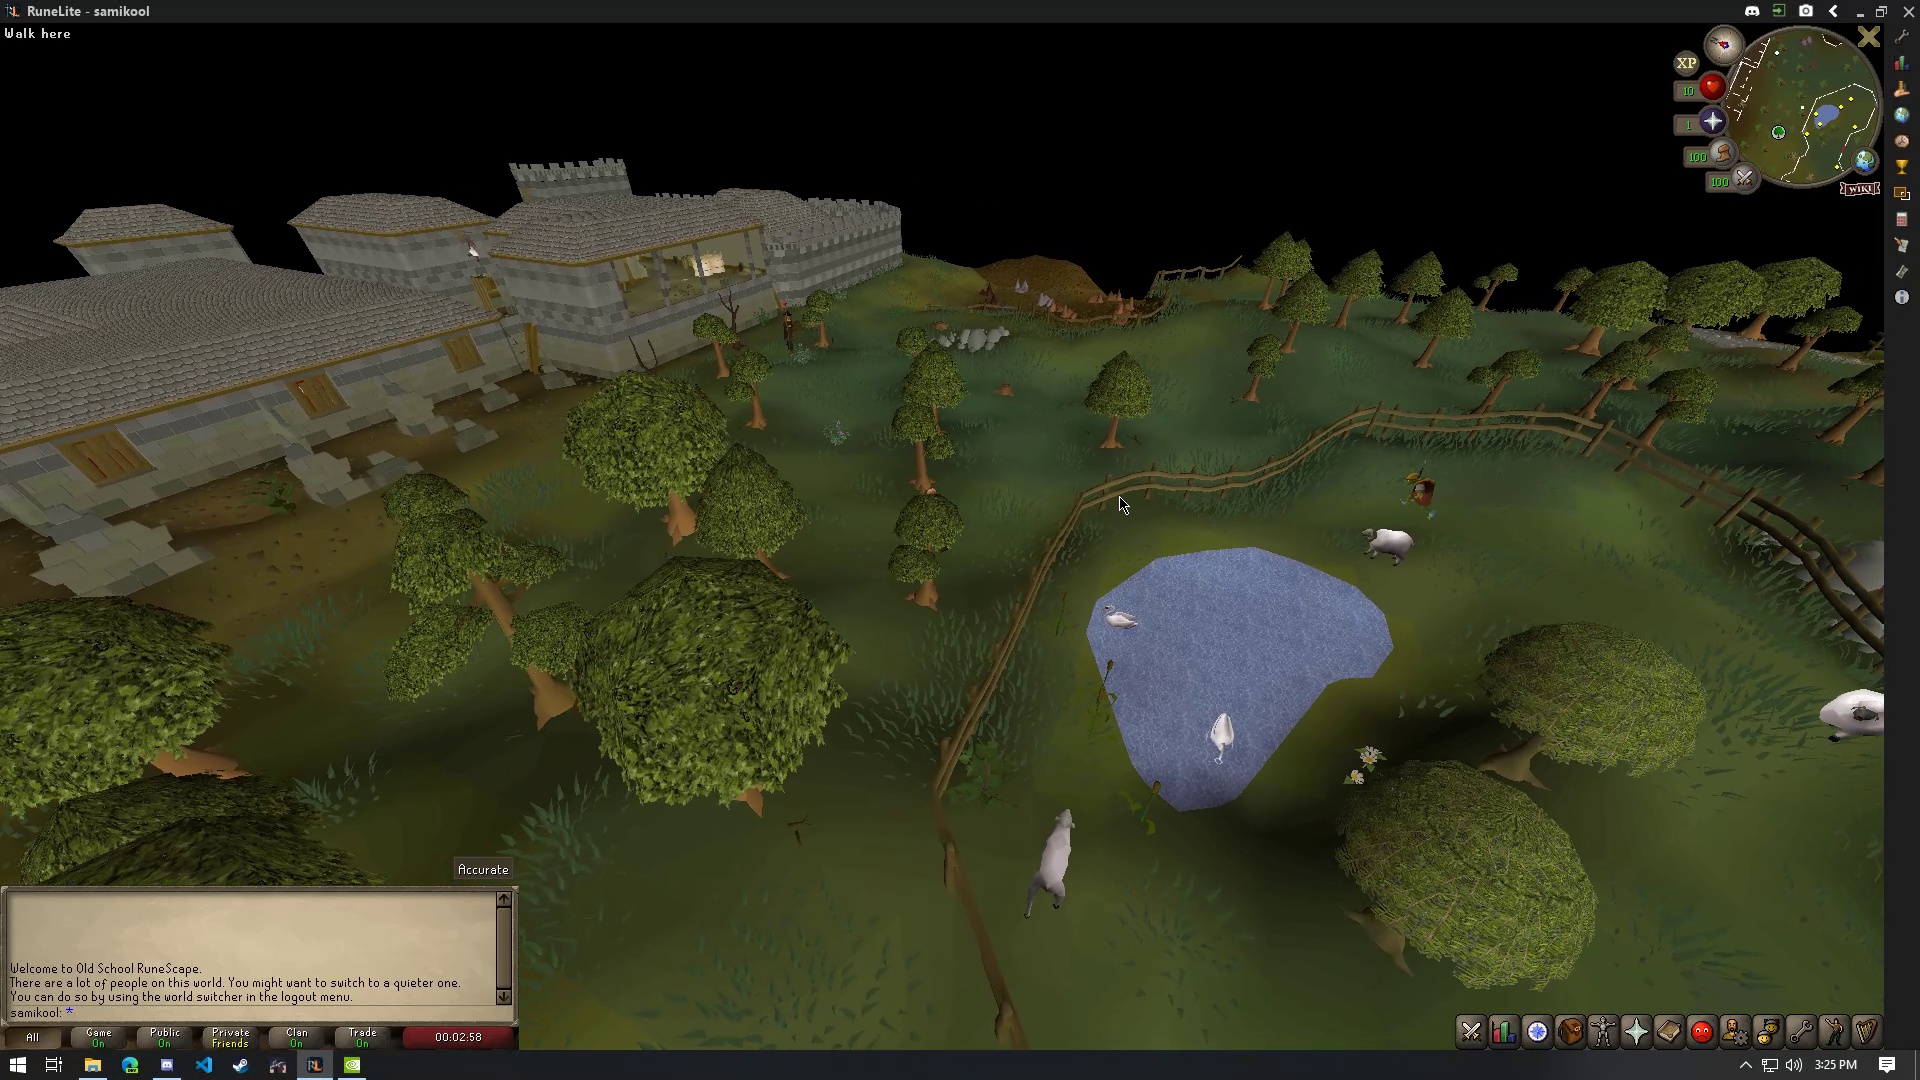 RuneLite - samikool
Walk here
XP
10
1
100
100
WIKI
Accurate
Welcome to Old School RuneScape.
There are a lot of people on this world. You might want to switch to a quieter one.
You can do so by using the world switcher in the logout menu.
samikool: *
All
Game
On
Public
On
Private
Friends
Clan
On
Trade
On
00:02:58
3:25 PM